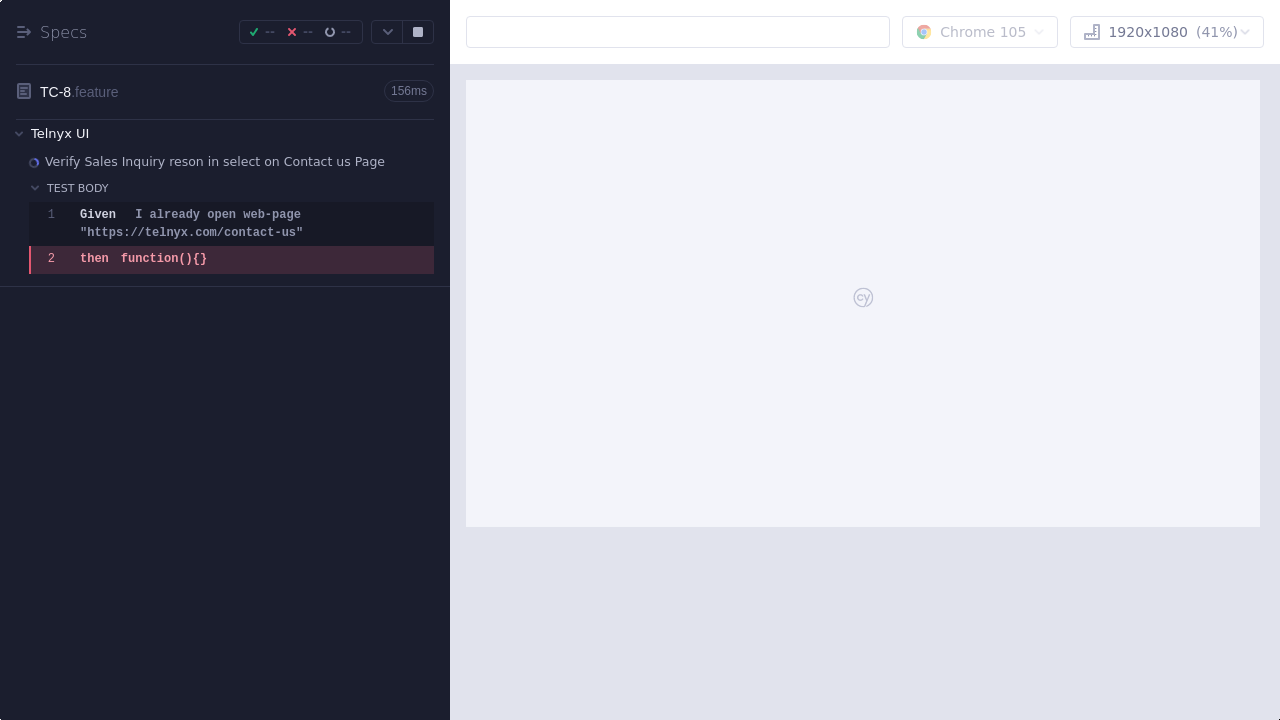 Specs
--
--
--
Chrome 105
1920x1080 (41%)
TC-8.feature
156ms
Telnyx UI
Verify Sales Inquiry reson in select on Contact us Page
TEST BODY
1 Given I already open web-page
"https://telnyx.com/contact-us"
2 then function(){}
cy